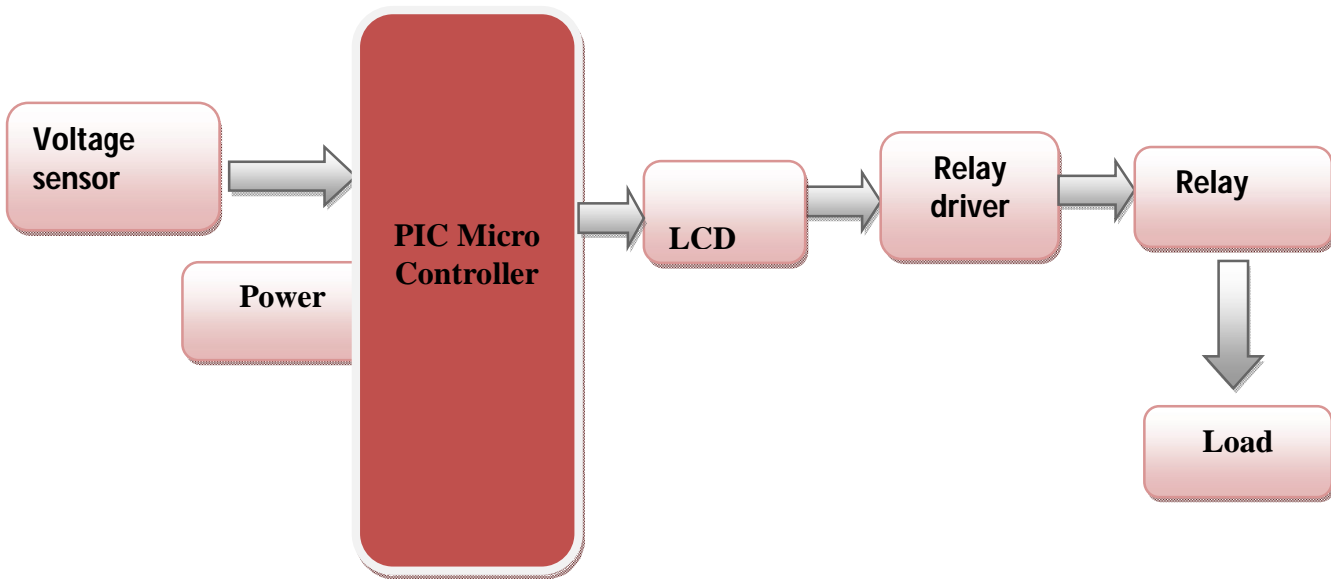 Voltage
sensor
Power
PIC Micro
Controller
LCD
Relay
driver
Relay
Load